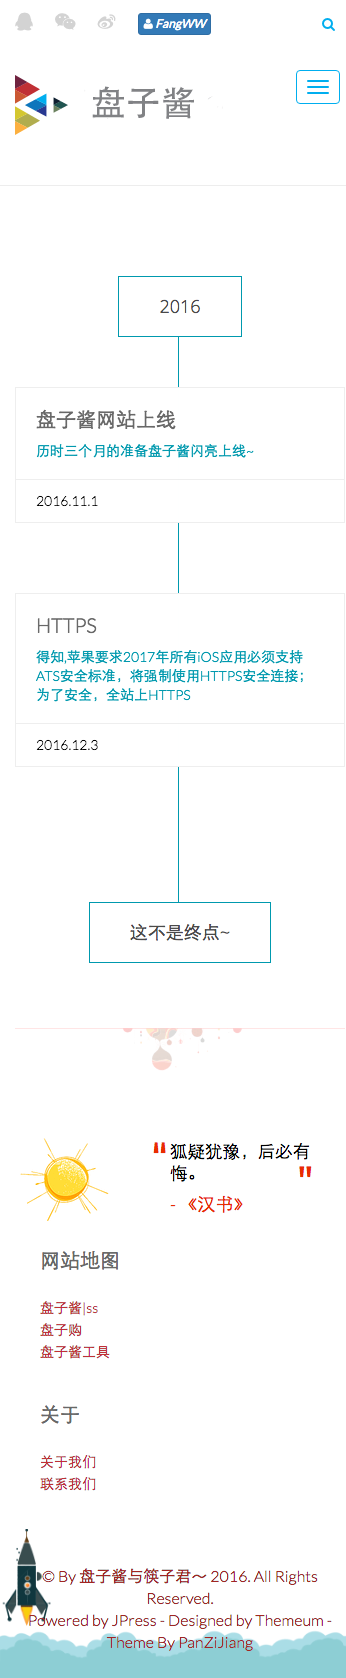 FangWW
盘子酱
2016
盘子酱网站上线
历时三个月的准备盘子酱闪亮上线~
2016.11.1
HTTPS
得知,苹果要求2017年所有iOS应用必须支持
ATS安全标准，将强制使用HTTPS安全连接；
为了安全，全站上HTTPS
2016.12.3
这不是终点~
"狐疑犹豫，后必有
悔。"
- 《汉书》
网站地图
盘子酱|ss
盘子购
盘子酱工具
关于
关于我们
联系我们
© By 盘子酱与筷子君～ 2016. All Rights
Reserved.
Powered by JPress - Designed by Themeum -
Theme By PanZiJiang